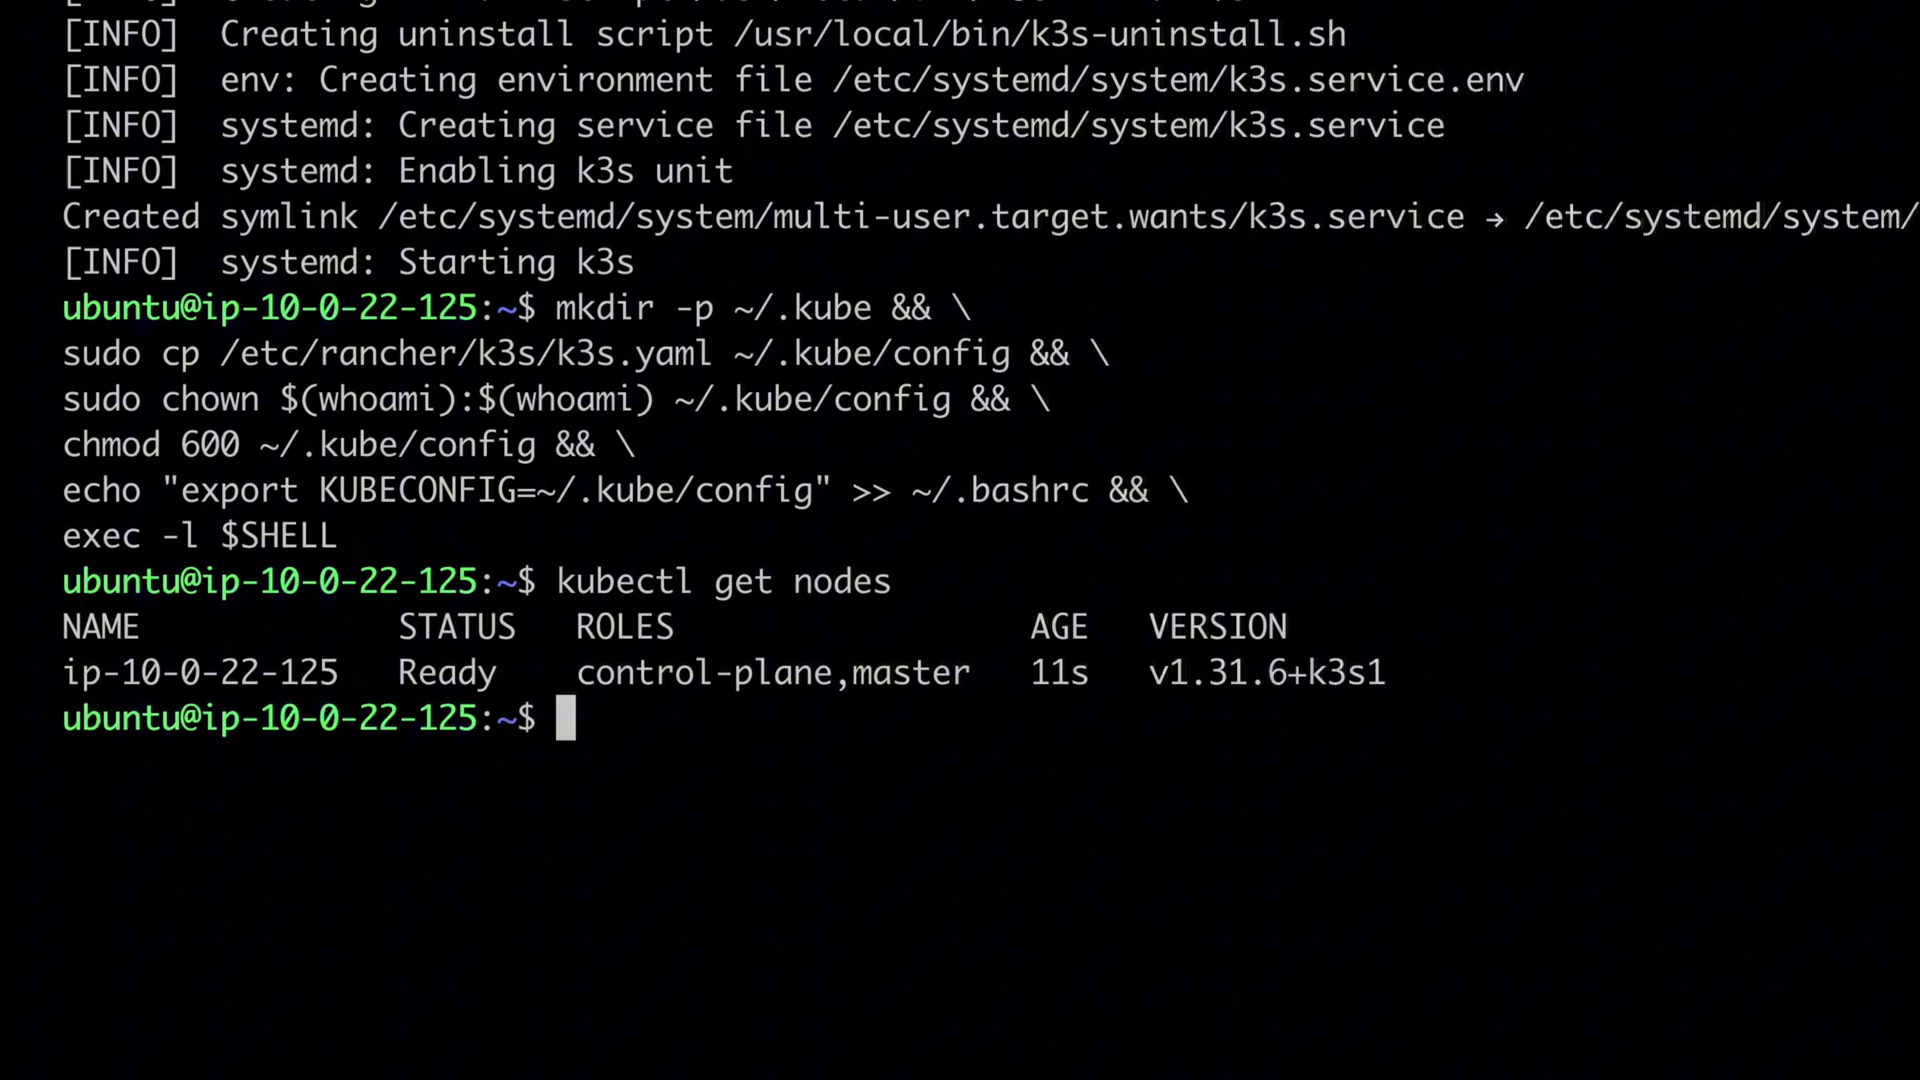 [INFO]  Creating uninstall script /usr/local/bin/k3s-uninstall.sh
[INFO]  env: Creating environment file /etc/systemd/system/k3s.service.env
[INFO]  systemd: Creating service file /etc/systemd/system/k3s.service
[INFO]  systemd: Enabling k3s unit
Created symlink /etc/systemd/system/multi-user.target.wants/k3s.service → /etc/systemd/system/
[INFO]  systemd: Starting k3s
ubuntu@ip-10-0-22-125:~$ mkdir -p ~/.kube && \
sudo cp /etc/rancher/k3s/k3s.yaml ~/.kube/config && \
sudo chown $(whoami):$(whoami) ~/.kube/config && \
chmod 600 ~/.kube/config && \
echo "export KUBECONFIG=~/.kube/config" >> ~/.bashrc && \
exec -l $SHELL
ubuntu@ip-10-0-22-125:~$ kubectl get nodes
NAME             STATUS   ROLES                  AGE   VERSION
ip-10-0-22-125   Ready    control-plane,master   11s   v1.31.6+k3s1
ubuntu@ip-10-0-22-125:~$